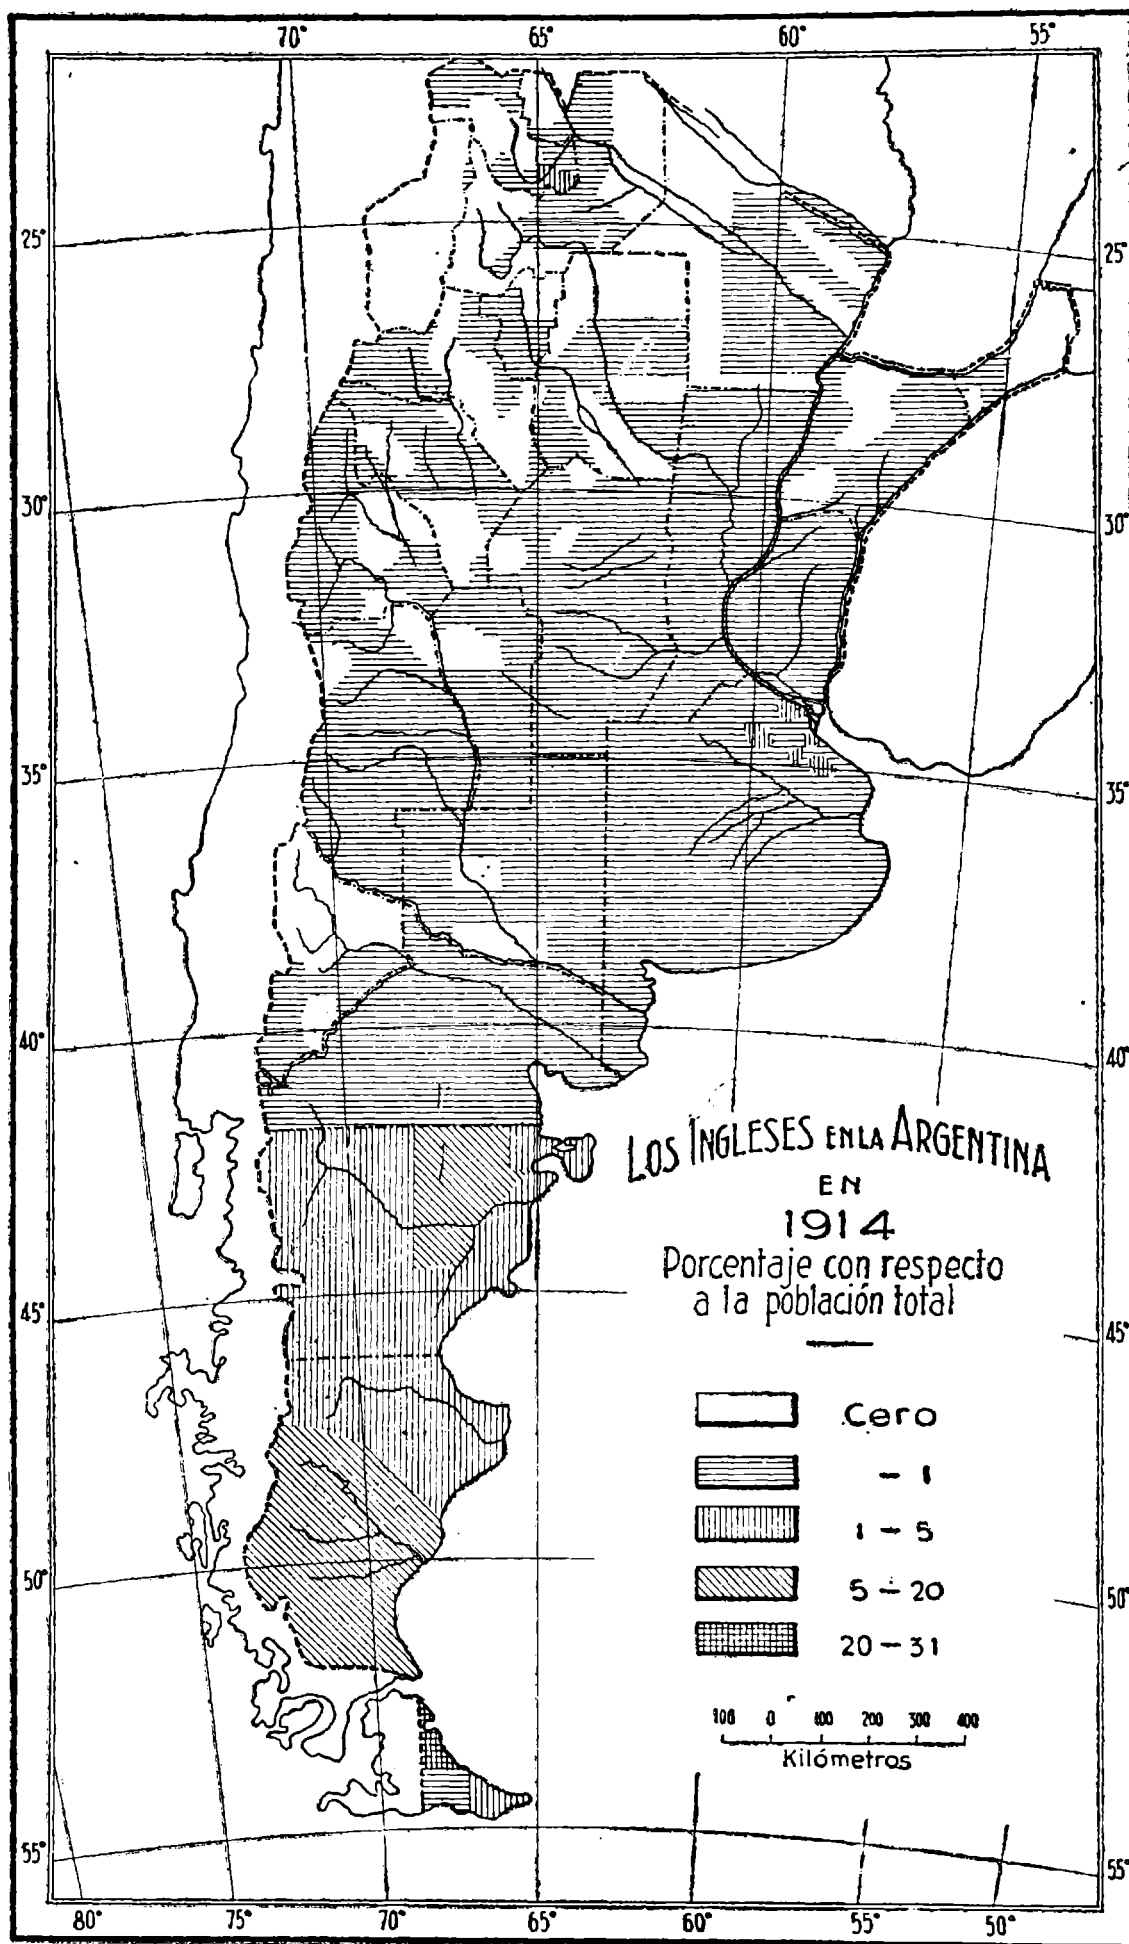 70° 65° 60° 55°
25° 25°
30° 30°
35° 35°
40° 40°
LOS INGLESES EN LA ARGENTINA
EN
1914
Porcentaje con respecto
a la población total
45° 45°
Cero
- 1
1 - 5
50° 5 - 20 50°
20 - 31
100 0 100 200 300 400
Kilómetros
55° 55°
80° 75° 70° 65° 60° 55° 50°